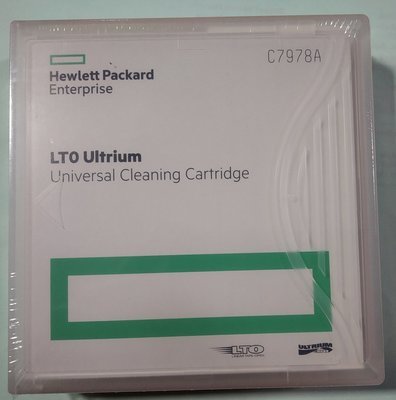 Hewlett Packard
Enterprise
C7978A
LTO Ultrium
Universal Cleaning Cartridge
LTO
ULTRIUM